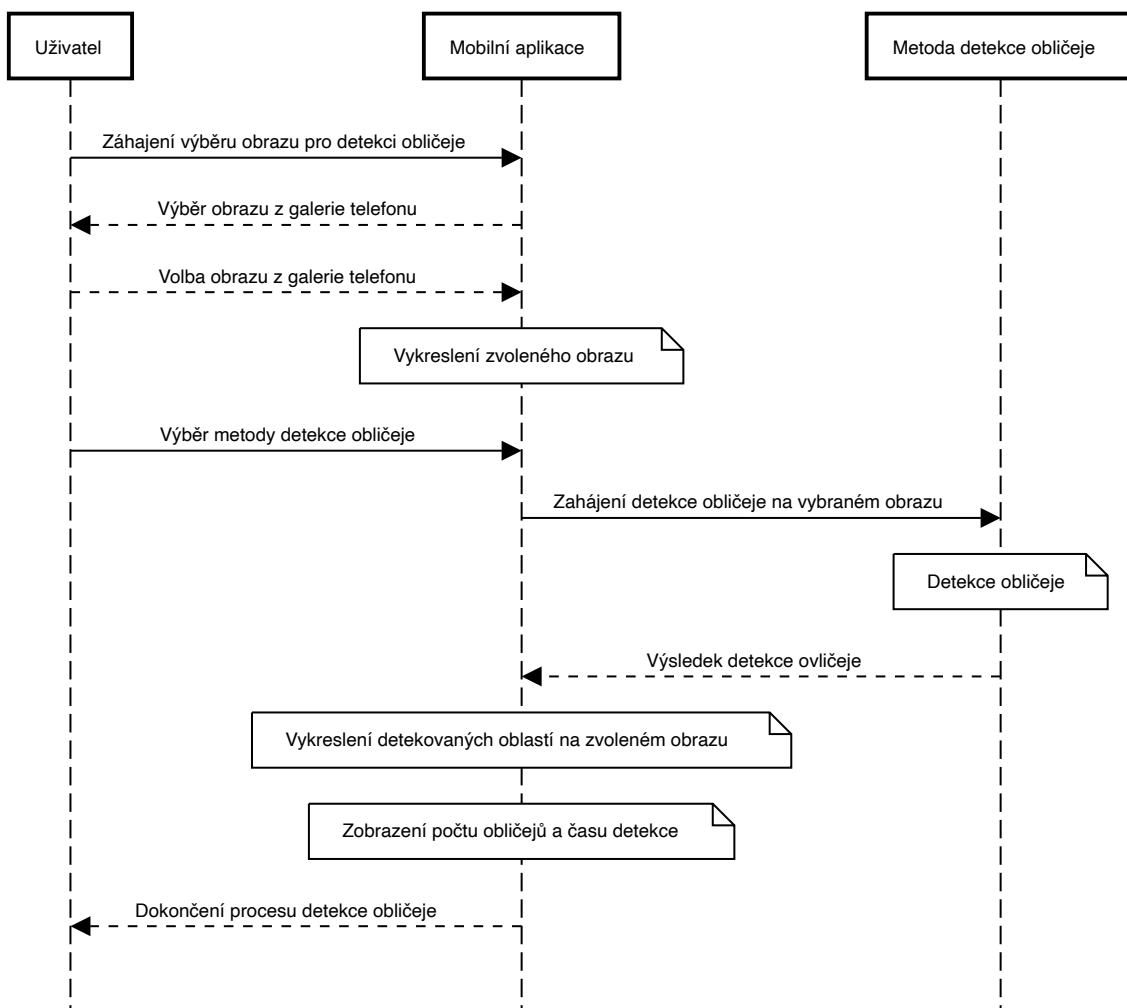 Uživatel
Mobilní aplikace
Metoda detekce obličeje
Záhajení výběru obrazu pro detekci obličeje
Výběr obrazu z galerie telefonu
Volba obrazu z galerie telefonu
Vykreslení zvoleného obrazu
Výběr metody detekce obličeje
Zahájení detekce obličeje na vybraném obrazu
Detekce obličeje
Výsledek detekce ovličeje
Vykreslení detekovaných oblastí na zvoleném obrazu
Zobrazení počtu obličejů a času detekce
Dokončení procesu detekce obličeje